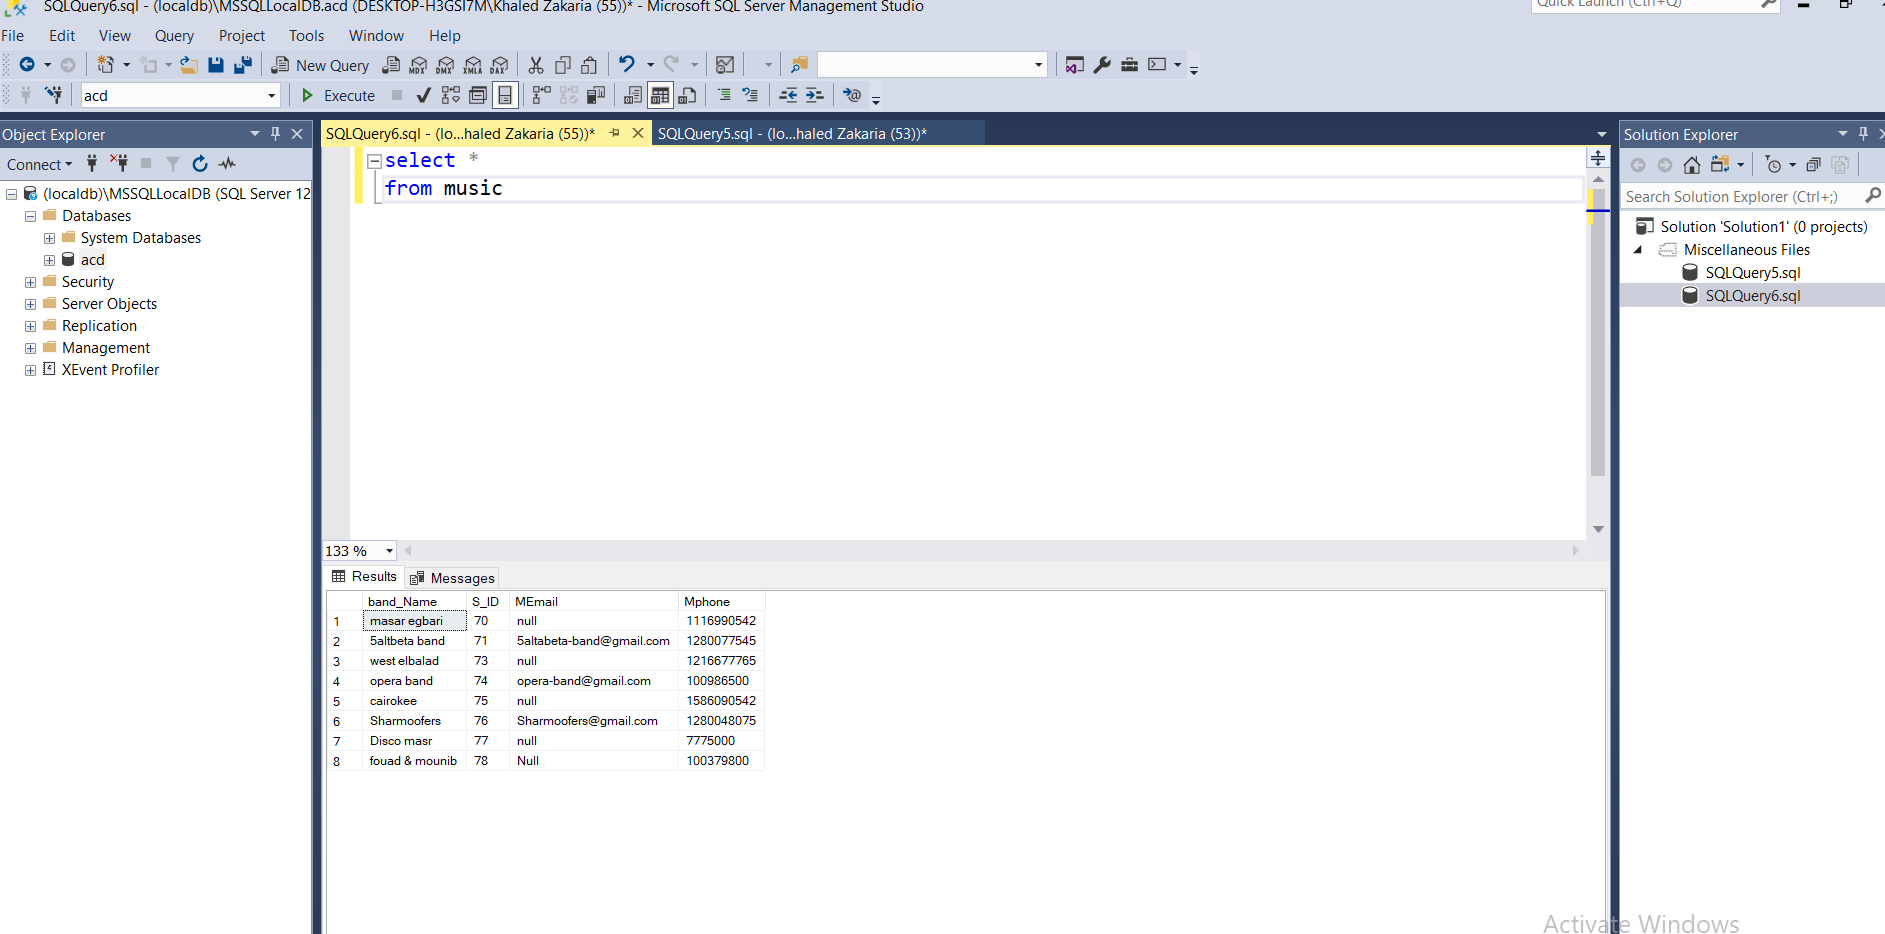 SQLQuery6.sql - (localdb)\MSSQLLocalDB.acd (DESKTOP-H3GSI7M\Khaled Zakaria (55))* - Microsoft SQL Server Management Studio
Quick Launch (Ctrl+Q)
File Edit View Query Project Tools Window Help
New Query MDX DMX XMLA DAX
acd Execute
Object Explorer
Connect
(localdb)\MSSQLLocalDB (SQL Server 12
Databases
System Databases
acd
Security
Server Objects
Replication
Management
XEvent Profiler
SQLQuery6.sql - (lo...haled Zakaria (55))* SQLQuery5.sql - (lo...haled Zakaria (53))*
select *
from music
133 %
Results Messages
band_Name S_ID MEmail Mphone
1 masar egbari 70 null 1116990542
2 5altbeta band 71 5altabeta-band@gmail.com 1280077545
3 west elbalad 73 null 1216677765
4 opera band 74 opera-band@gmail.com 100986500
5 cairokee 75 null 1586090542
6 Sharmoofers 76 Sharmoofers@gmail.com 1280048075
7 Disco masr 77 null 7775000
8 fouad & mounib 78 Null 100379800
Solution Explorer
Search Solution Explorer (Ctrl+;)
Solution 'Solution1' (0 projects)
Miscellaneous Files
SQLQuery5.sql
SQLQuery6.sql
Activate Windows